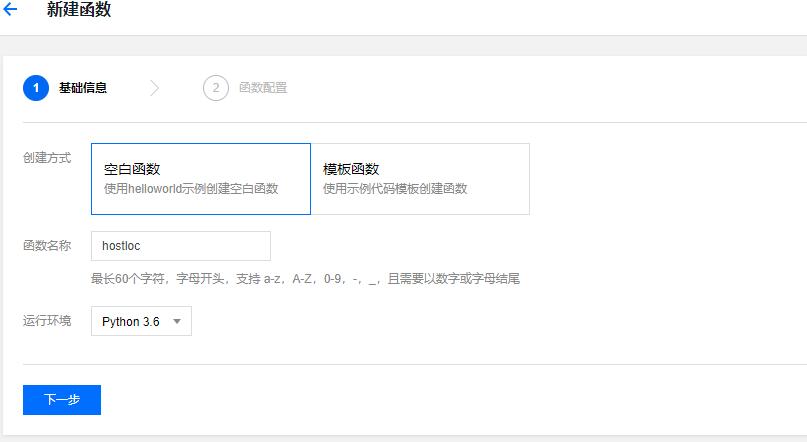 新建函数
1 基础信息 2 函数配置
创建方式
空白函数
使用helloworld示例创建空白函数
模板函数
使用示例代码模板创建函数
函数名称 hostloc
最长60个字符，字母开头，支持 a-z，A-Z，0-9，-，_，且需要以数字或字母结尾
运行环境 Python 3.6
下一步